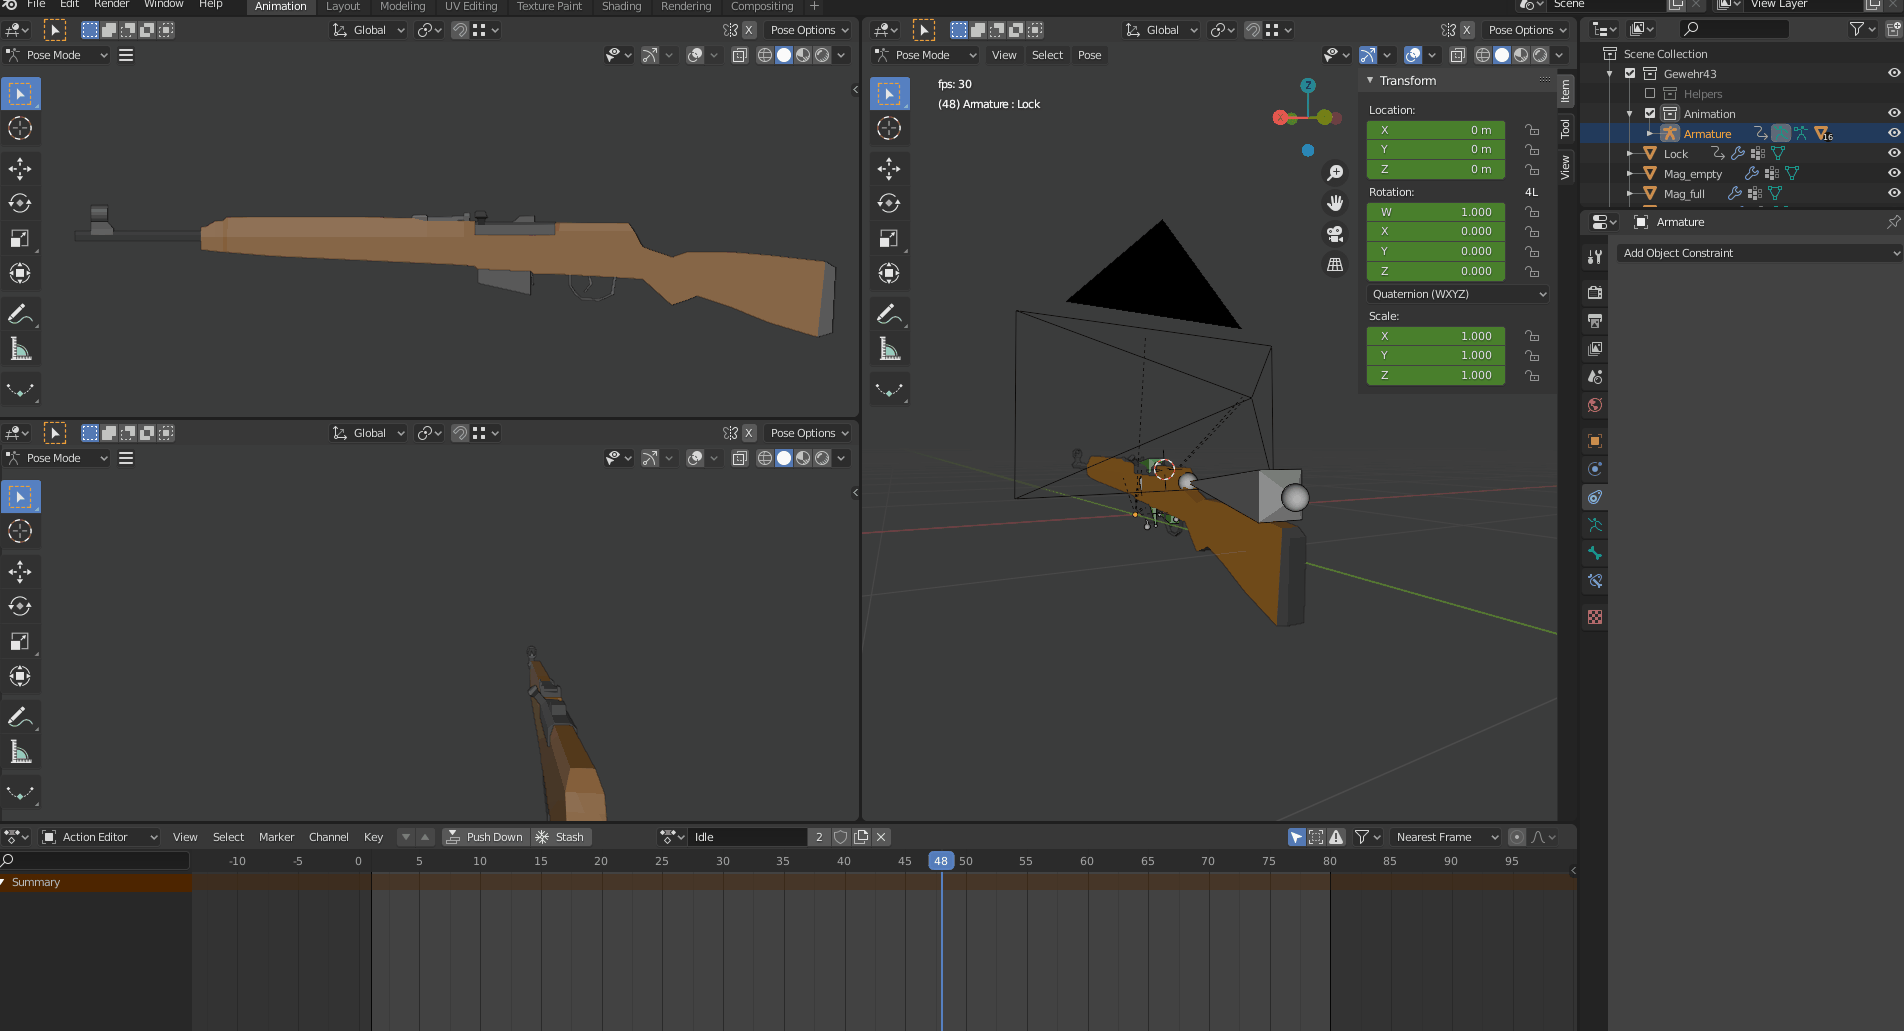 File Edit Render Window Help Animation Layout Modeling UV Editing Texture Paint Shading Rendering Compositing + Scene View Layer
Global X Pose Options
Pose Mode
Global X Pose Options
Pose Mode View Select Pose
fps: 30
(48) Armature : Lock
Z
X
Transform
Location:
X 0 m
Y 0 m
Z 0 m
Rotation: 4L
W 1.000
X 0.000
Y 0.000
Z 0.000
Quaternion (WXYZ)
Scale:
X 1.000
Y 1.000
Z 1.000
Item
Tool
View
Scene Collection
Gewehr43
Helpers
Animation
Armature 16
Lock
Mag_empty
Mag_full
Armature
Add Object Constraint
Global X Pose Options
Pose Mode
Action Editor View Select Marker Channel Key Push Down Stash Idle 2 Nearest Frame
-10 -5 0 5 10 15 20 25 30 35 40 45 48 50 55 60 65 70 75 80 85 90 95
Summary